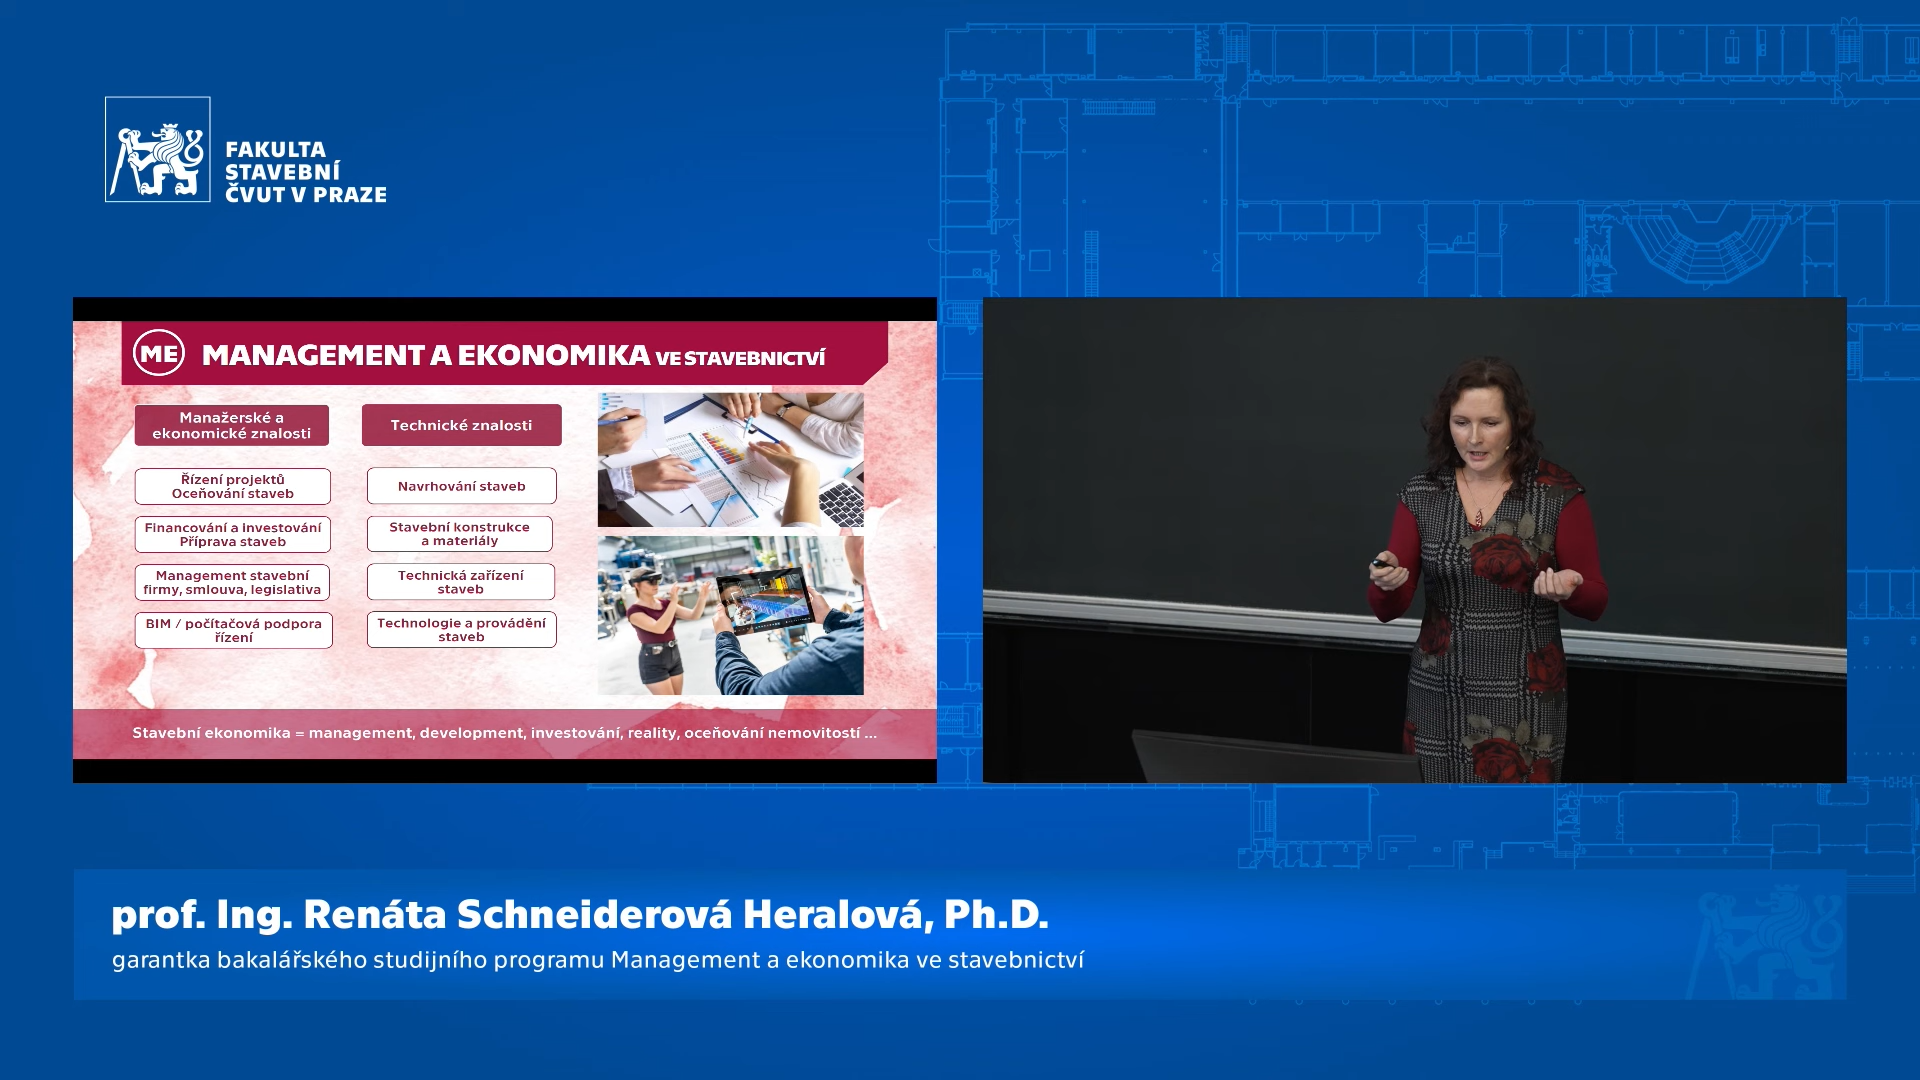 FAKULTA
STAVEBNÍ
ČVUT V PRAZE
ME
MANAGEMENT A EKONOMIKA VE STAVEBNICTVÍ
Manažerské a
ekonomické znalosti
Řízení projektů
Oceňování staveb
Financování a investování
Příprava staveb
Management stavební
firmy, smlouva, legislativa
BIM / počítačová podpora
řízení
Technické znalosti
Navrhování staveb
Stavební konstrukce
a materiály
Technická zařízení
staveb
Technologie a provádění
staveb
Stavební ekonomika = management, development, investování, reality, oceňování nemovitostí ...
prof. Ing. Renáta Schneiderová Heralová, Ph.D.
garantka bakalářského studijního programu Management a ekonomika ve stavebnictví